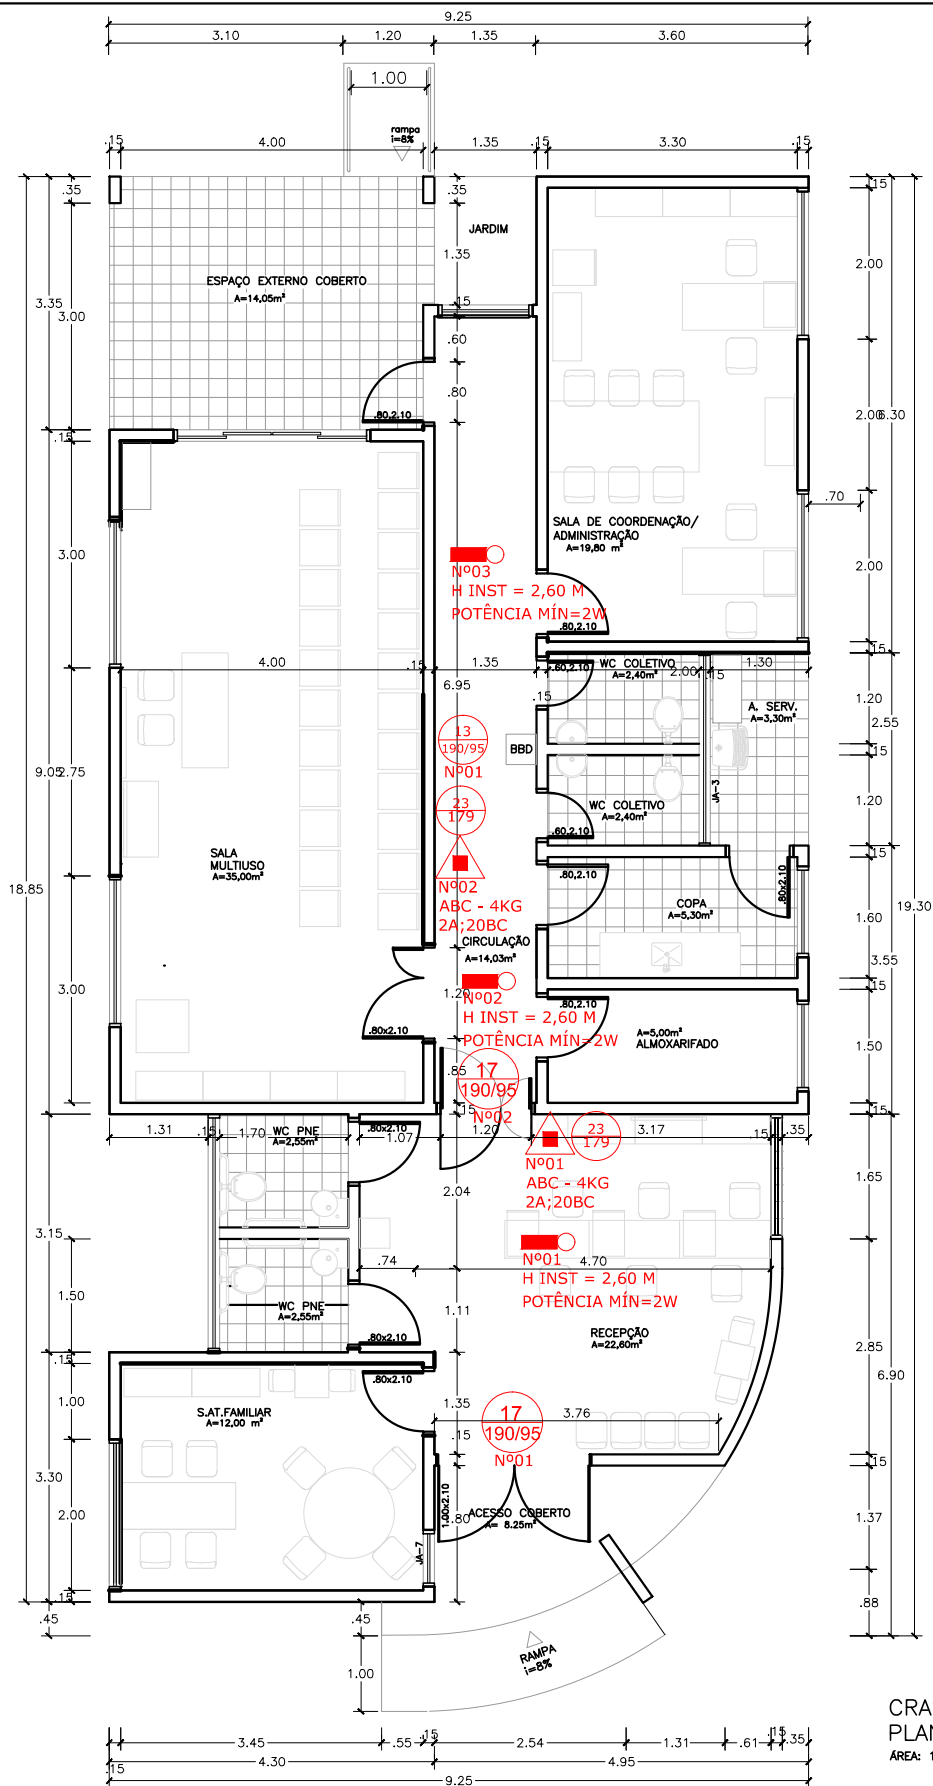 9.25
3.10
1.20
1.35
3.60
1.00
rampa
i=8%
.15
4.00
1.35
.15
3.30
.15
.35
.35
.15
JARDIM
ESPAÇO EXTERNO COBERTO
A=14,05m²
1.35
2.00
3.35
3.00
.15
.60
.80
.80,2.10
2.00
6.30
.15
.70
SALA DE COORDENAÇÃO/
ADMINISTRAÇÃO
A=19,80 m²
3.00
2.00
Nº03
H INST = 2,60 M
POTÊNCIA MÍN=2W
.80,2.10
.15
4.00
.15
1.35
6.95
.60,2.10
WC COLETIVO
A=2,40m²
2.00
.15
1.30
.15
1.20
2.55
A. SERV.
A=3,30m²
13
190/95
Nº01
BBD
.15
9.05
2.75
JA-3
23
179
WC COLETIVO
A=2,40m²
1.20
.60,2.10
.15
SALA
MULTIUSO
A=35,00m²
Nº02
ABC - 4KG
2A;20BC
.80,2.10
.80x2.10
COPA
A=5,30m²
18.85
19.30
1.60
CIRCULAÇÃO
A=14,03m²
3.55
3.00
1.20
.15
Nº02
H INST = 2,60 M
POTÊNCIA MÍN=2W
.80,2.10
A=5,00m²
ALMOXARIFADO
1.50
.80x2.10
.85
17
190/95
Nº02
.15
.15
1.31
.15
1.70
WC PNE
A=2,55m²
.80x2.10
1.07
1.20
23
179
3.17
.15
.35
Nº01
ABC - 4KG
2A;20BC
1.65
2.04
3.15
.74
4.70
Nº01
H INST = 2,60 M
POTÊNCIA MÍN=2W
1.50
WC PNE
A=2,55m²
1.11
.80x2.10
RECEPÇÃO
A=22,60m²
2.85
.15
6.90
.80x2.10
1.00
S.AT.FAMILIAR
A=12,00 m²
1.35
17
190/95
Nº01
3.76
.15
.15
3.30
2.00
1.00x2.10
ACESSO COBERTO
A= 8.25m²
1.80
1.37
JA-7
.15
.88
.45
.45
RAMPA
i=8%
1.00
CRA
PLAN
ÁREA: 1
3.45
.55
.15
2.54
1.31
.61
.15
.35
4.30
4.95
.15
9.25